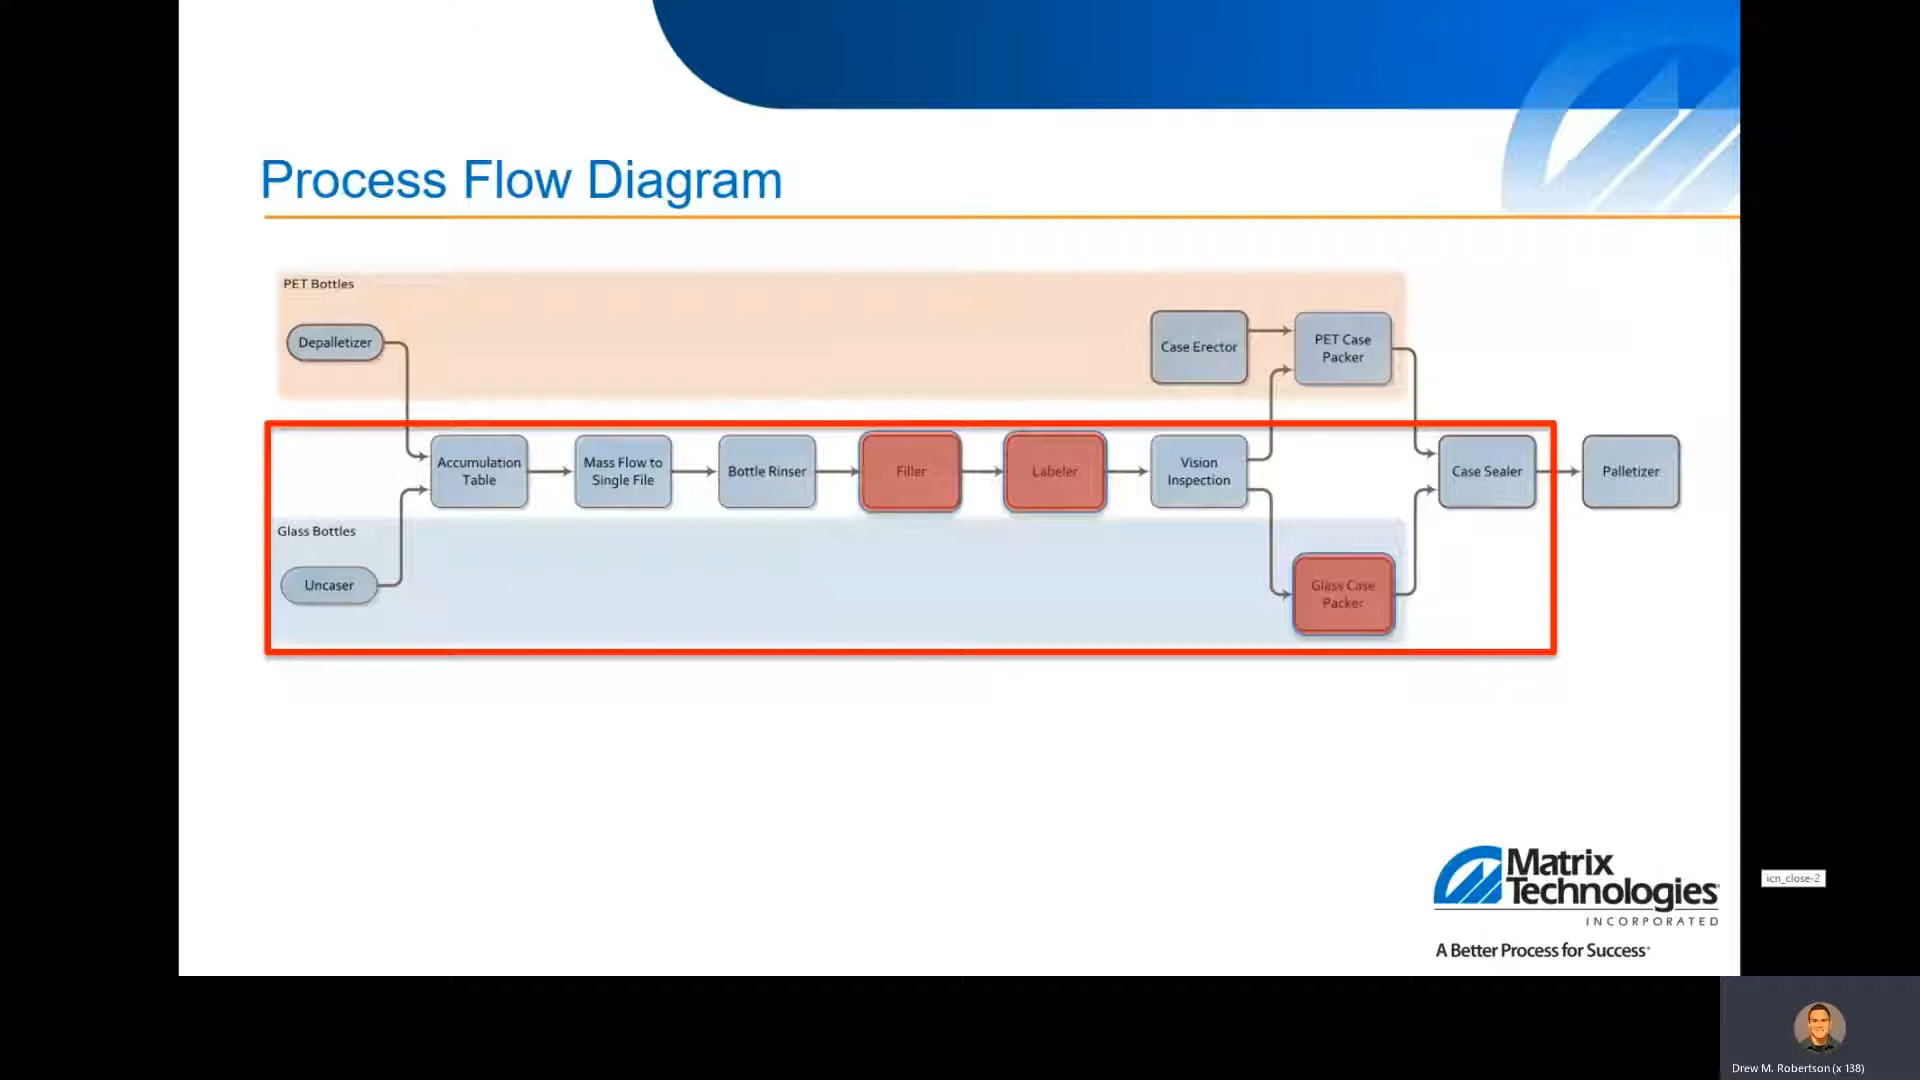 Process Flow Diagram
PET Bottles
Depalletizer
Case Erector
PET Case
Packer
Accumulation
Table
Mass Flow to
Single File
Bottle Rinser
Filler
Labeler
Vision
Inspection
Case Sealer
Palletizer
Glass Bottles
Uncaser
Glass Case
Packer
Matrix
Technologies
INCORPORATED
A Better Process for Success
icn_close-2
Drew M. Robertson (x 138)